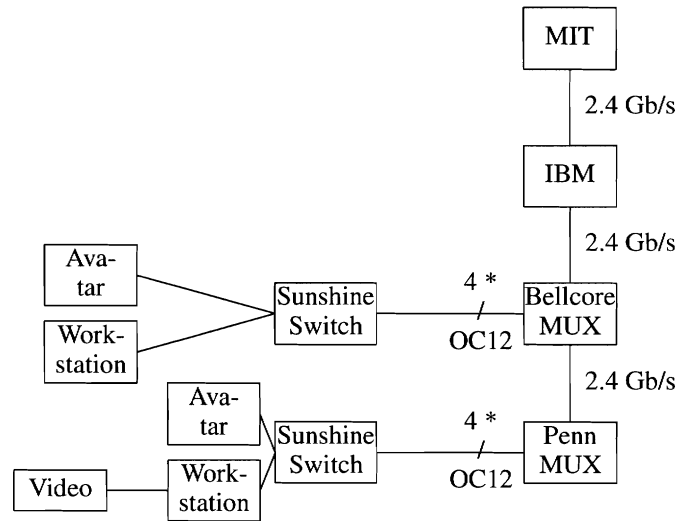 MIT
2.4 Gb/s
IBM
2.4 Gb/s
Ava-
tar
Work-
station
Sunshine
Switch
4 *
OC12
Bellcore
MUX
2.4 Gb/s
Ava-
tar
Video
Work-
station
Sunshine
Switch
4 *
OC12
Penn
MUX